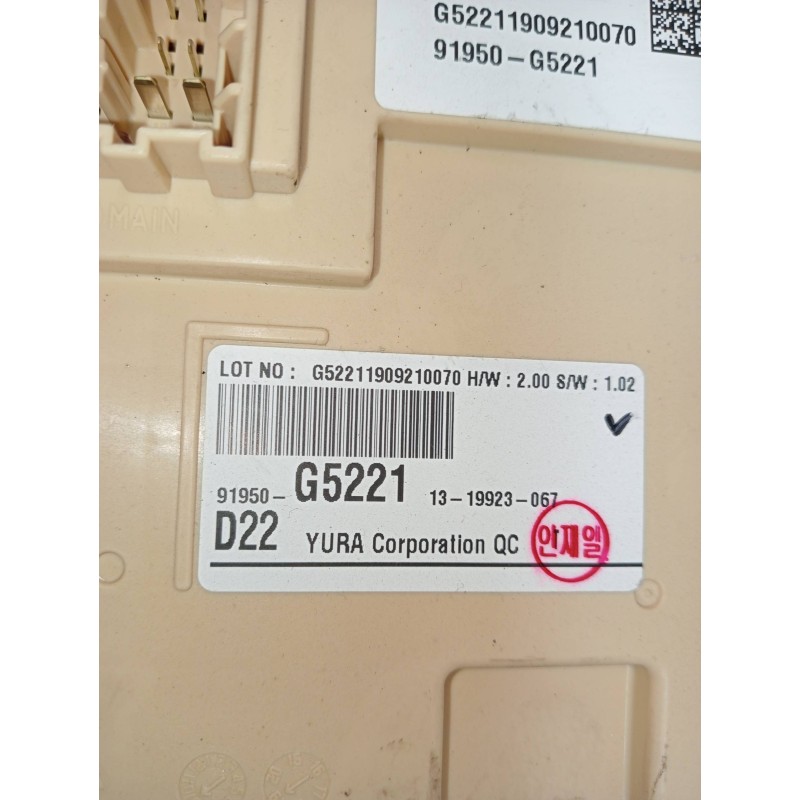 G52211909210070
91950-G5221
MAIN
LOT NO : G52211909210070 H/W : 2.00 S/W : 1.02
91950-G5221 13-19923-067
D22 YURA Corporation QC 안재일